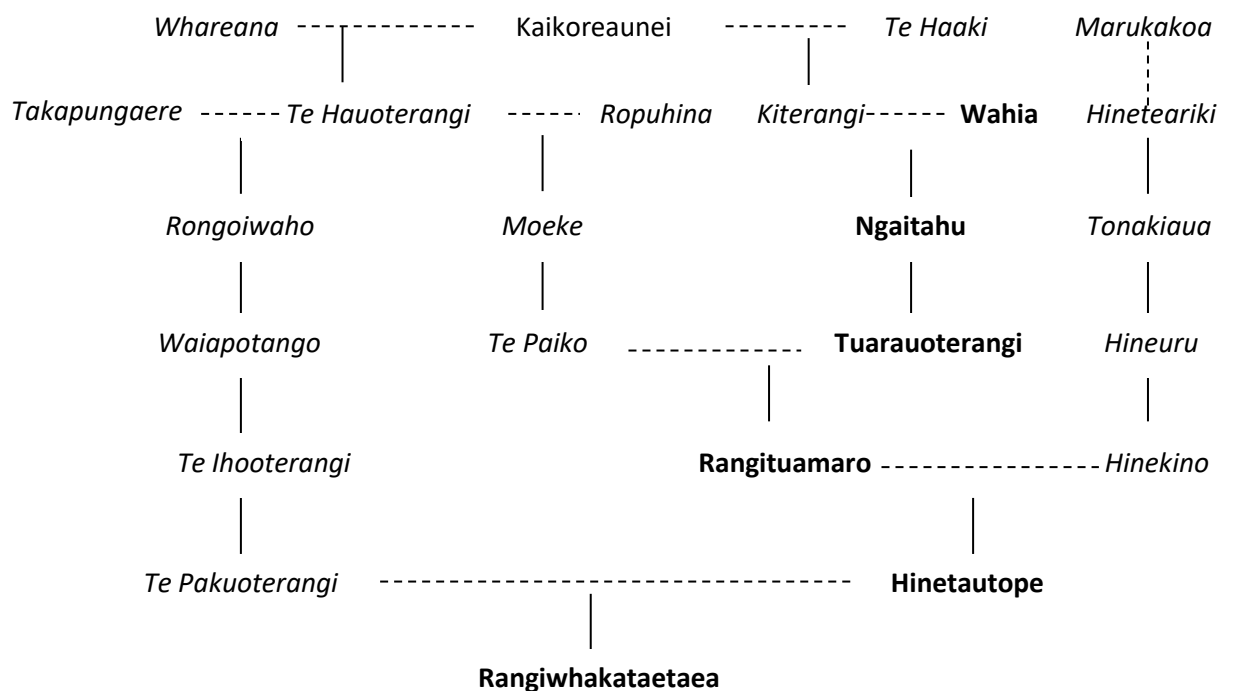 Whareana Kaikoreaunei Te Haaki Marukakoa
Takapungaere Te Hauoterangi Ropuhina Kiterangi Wahia Hineteariki
Rongoiwaho Moeke Ngaitahu Tonakiaua
Waiapotango Te Paiko Tuarauoterangi Hineuru
Te Ihooterangi Rangituamaro Hinekino
Te Pakuoterangi Hinetautope
Rangiwhakataetaea